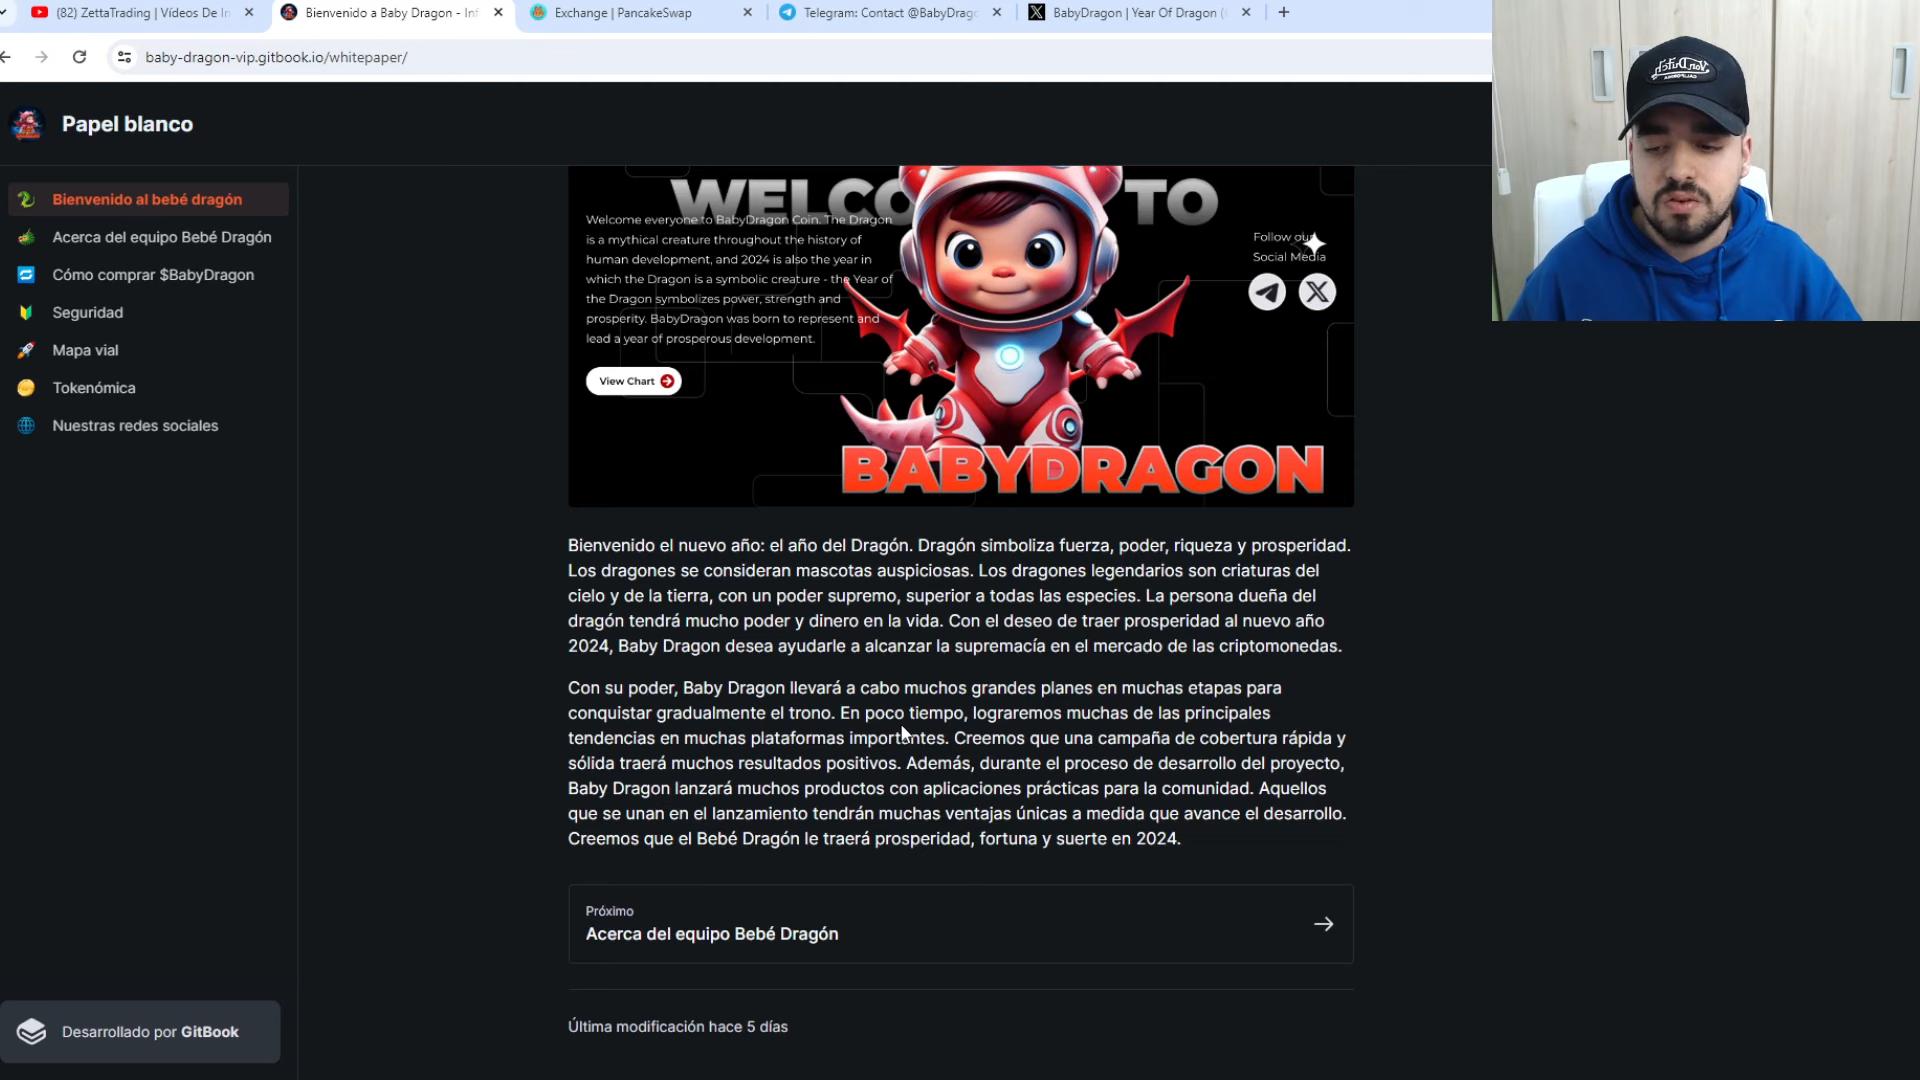 (82) ZettaTrading | Vídeos De In
Bienvenido a Baby Dragon - Inf
Exchange | PancakeSwap
Telegram: Contact @BabyDrago
BabyDragon | Year Of Dragon (
baby-dragon-vip.gitbook.io/whitepaper/
Papel blanco
Bienvenido al bebé dragón
Acerca del equipo Bebé Dragón
Cómo comprar $BabyDragon
Seguridad
Mapa vial
Tokenómica
Nuestras redes sociales
WELCO TO
Welcome everyone to BabyDragon Coin. The Dragon
is a mythical creature throughout the history of
human development, and 2024 is also the year in
which the Dragon is a symbolic creature - the Year of
the Dragon symbolizes power, strength and
prosperity. BabyDragon was born to represent and
lead a year of prosperous development.
View Chart
Follow our
Social Media
BABYDRAGON
Bienvenido el nuevo año: el año del Dragón. Dragón simboliza fuerza, poder, riqueza y prosperidad.
Los dragones se consideran mascotas auspiciosas. Los dragones legendarios son criaturas del
cielo y de la tierra, con un poder supremo, superior a todas las especies. La persona dueña del
dragón tendrá mucho poder y dinero en la vida. Con el deseo de traer prosperidad al nuevo año
2024, Baby Dragon desea ayudarle a alcanzar la supremacía en el mercado de las criptomonedas.
Con su poder, Baby Dragon llevará a cabo muchos grandes planes en muchas etapas para
conquistar gradualmente el trono. En poco tiempo, lograremos muchas de las principales
tendencias en muchas plataformas importantes. Creemos que una campaña de cobertura rápida y
sólida traerá muchos resultados positivos. Además, durante el proceso de desarrollo del proyecto,
Baby Dragon lanzará muchos productos con aplicaciones prácticas para la comunidad. Aquellos
que se unan en el lanzamiento tendrán muchas ventajas únicas a medida que avance el desarrollo.
Creemos que el Bebé Dragón le traerá prosperidad, fortuna y suerte en 2024.
Próximo
Acerca del equipo Bebé Dragón
Última modificación hace 5 días
Desarrollado por GitBook